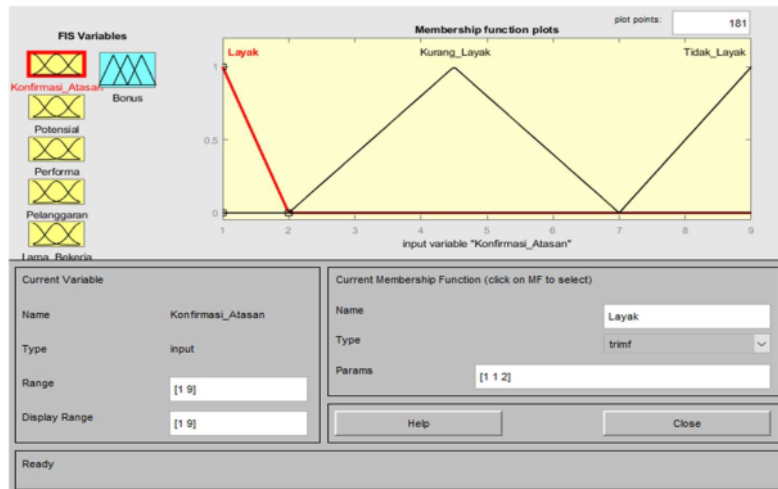 FIS Variables
Konfirmasi_Atasan
Bonus
Potensial
Performa
Pelanggaran
Lama_Bekerja
Membership function plots
plot points: 181
Layak Kurang_Layak Tidak_Layak
1
0.5
0
1 2 3 4 5 6 7 8 9
input variable "Konfirmasi_Atasan"
Current Variable
Name Konfirmasi_Atasan
Type input
Range [1 9]
Display Range [1 9]
Current Membership Function (click on MF to select)
Name Layak
Type trimf
Params [1 1 2]
Help Close
Ready